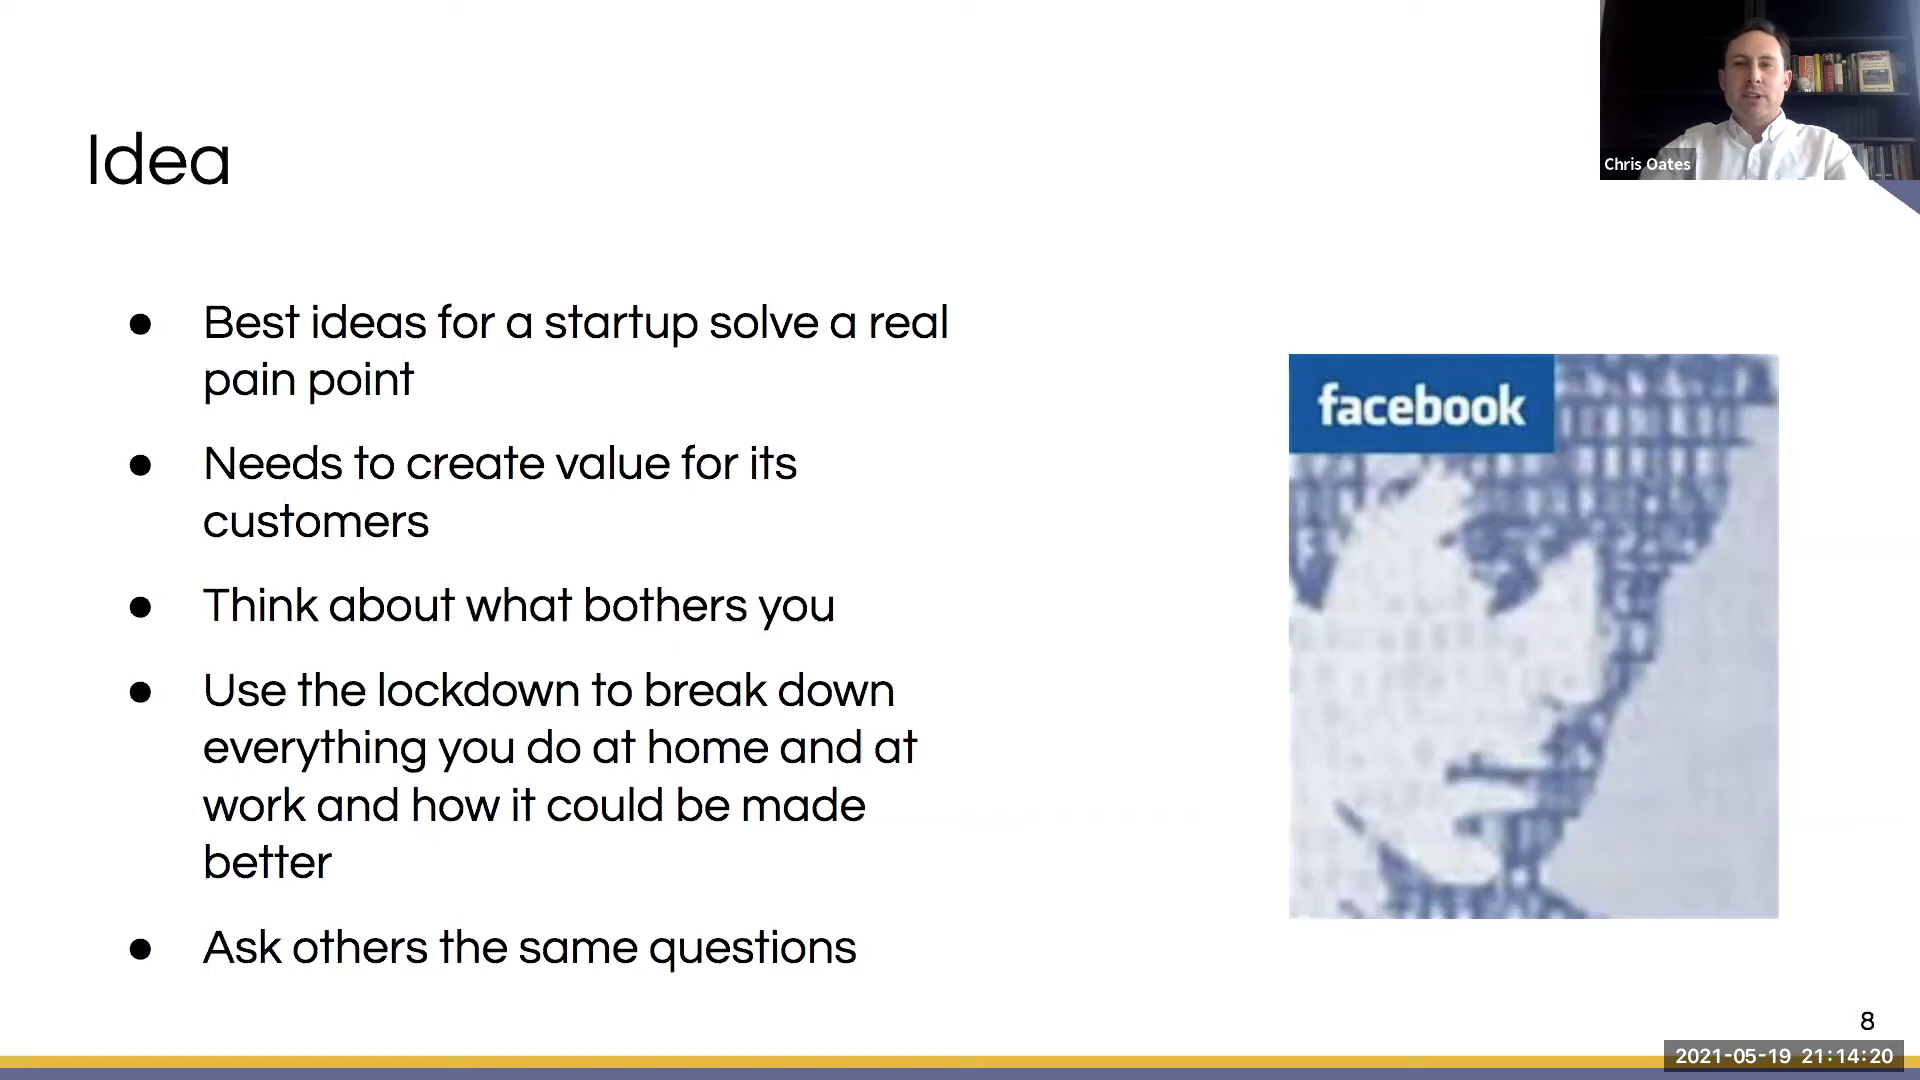 Chris Oates
Idea
● Best ideas for a startup solve a real
pain point
● Needs to create value for its
customers
● Think about what bothers you
● Use the lockdown to break down
everything you do at home and at
work and how it could be made
better
● Ask others the same questions
facebook
8
2021-05-19 21:14:20